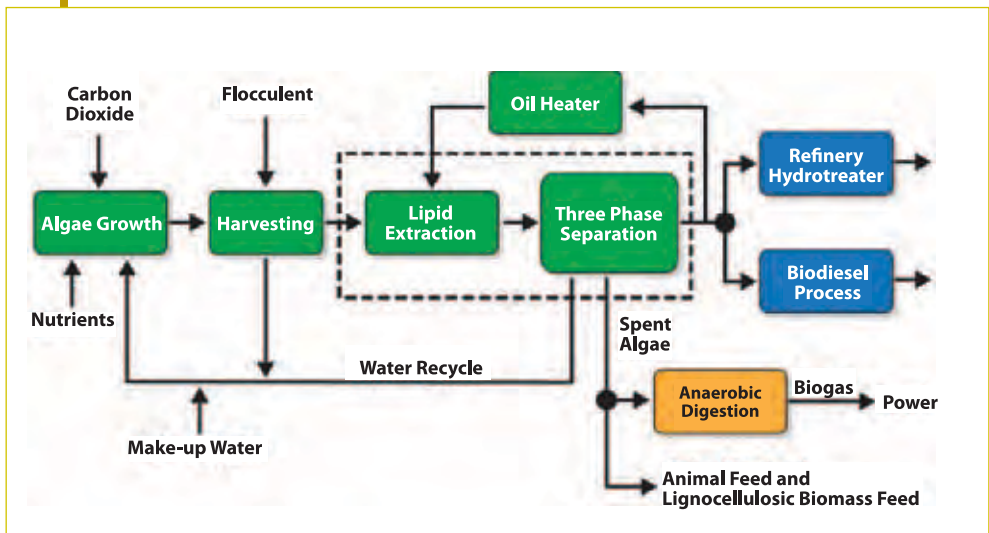 Carbon
Dioxide
Flocculent
Oil Heater
Refinery
Hydrotreater
Algae Growth
Harvesting
Lipid
Extraction
Three Phase
Separation
Biodiesel
Process
Nutrients
Spent
Algae
Water Recycle
Anaerobic
Digestion
Biogas
Power
Make-up Water
Animal Feed and
Lignocellulosic Biomass Feed